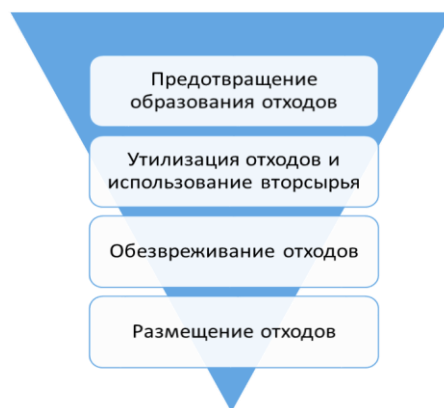 Предотвращение
образования отходов
Утилизация отходов и
использование вторсырья
Обезвреживание отходов
Размещение отходов